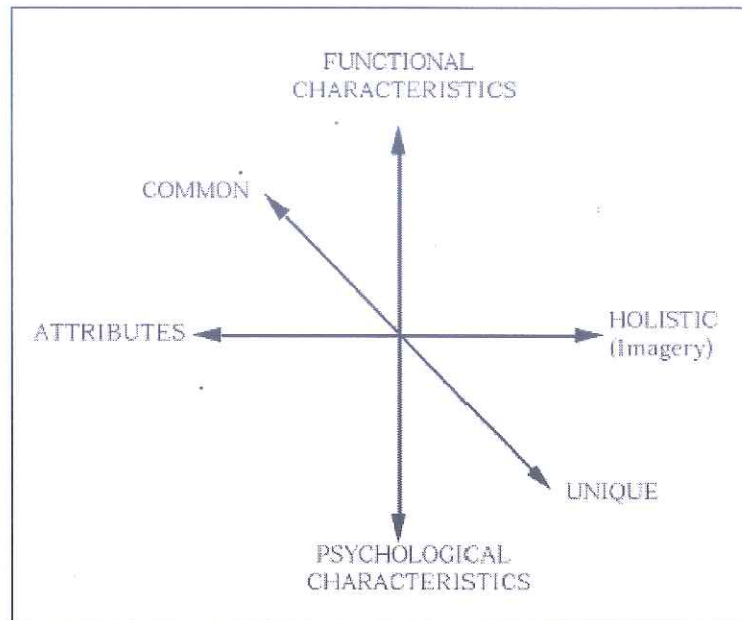 FUNCTIONAL
CHARACTERISTICS
COMMON
ATTRIBUTES
HOLISTIC
(Imagery)
UNIQUE
PSYCHOLOGICAL
CHARACTERISTICS